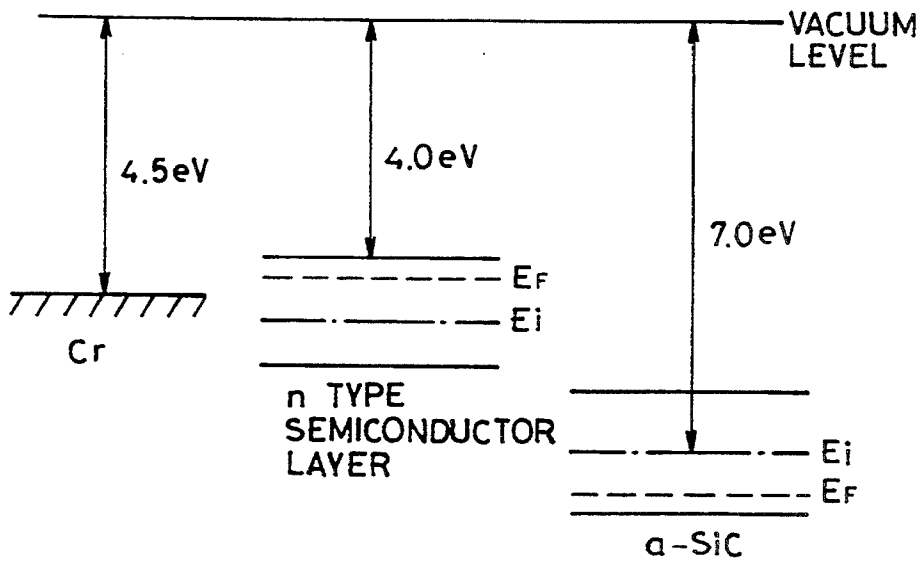 VACUUM
LEVEL
4.5eV
4.0eV
7.0eV
EF
Ei
Cr
n TYPE
SEMICONDUCTOR
LAYER
Ei
EF
a-SiC